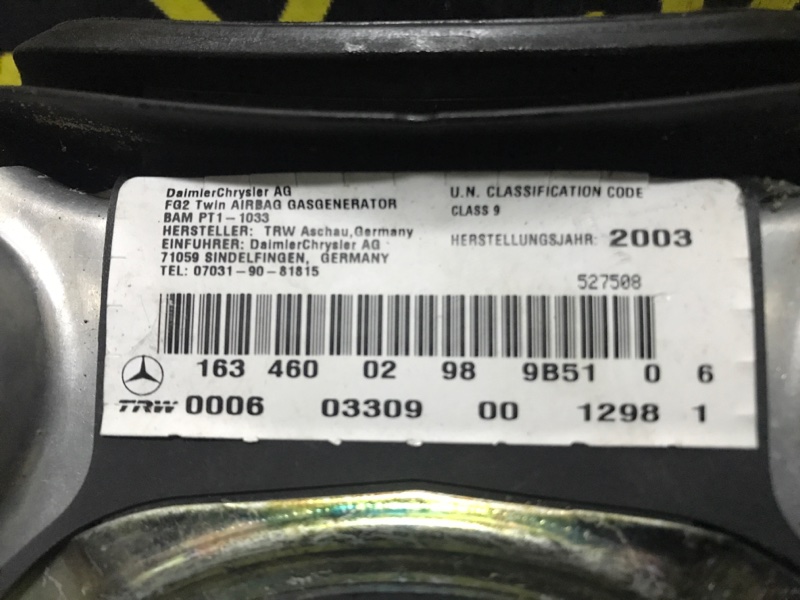 DaimlerChrysler AG
FG2 Twin AIRBAG GASGENERATOR
BAM PT1-1033
HERSTELLER: TRW Aschau,Germany
EINFUHRER: DaimlerChrysler AG
71059 SINDELFINGEN, GERMANY
TEL: 07031-90-81815
U.N. CLASSIFICATION CODE
CLASS 9
HERSTELLUNGSJAHR: 2003
527508
163 460 02 98 9B51 0 6
TRW 0006 03309 00 1298 1